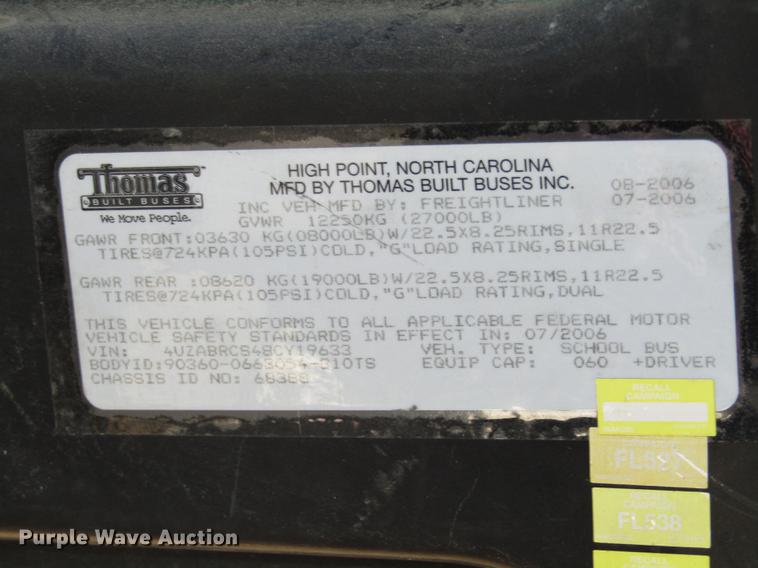 Thomas
BUILT BUSES
We Move People.
HIGH POINT, NORTH CAROLINA
MFD BY THOMAS BUILT BUSES INC. 08-2006
INC VEH MFD BY: FREIGHTLINER 07-2006
GVWR 12250KG (27000LB)
GAWR FRONT:03630 KG(08000LB)W/22.5X8.25RIMS,11R22.5
TIRES@724KPA(105PSI)COLD,"G"LOAD RATING,SINGLE
GAWR REAR :08620 KG(19000LB)W/22.5X8.25RIMS,11R22.5
TIRES@724KPA(105PSI)COLD,"G"LOAD RATING,DUAL
THIS VEHICLE CONFORMS TO ALL APPLICABLE FEDERAL MOTOR
VEHICLE SAFETY STANDARDS IN EFFECT IN: 07/2006
VIN: 4UZABRCS48CY19633 VEH. TYPE: SCHOOL BUS
EQUIP CAP: 060 +DRIVER
CHASSIS ID NO:
RECALL
CAMPAIGN
FL527
RECALL
CAMPAIGN
FL538
RECALL
Purple Wave Auction